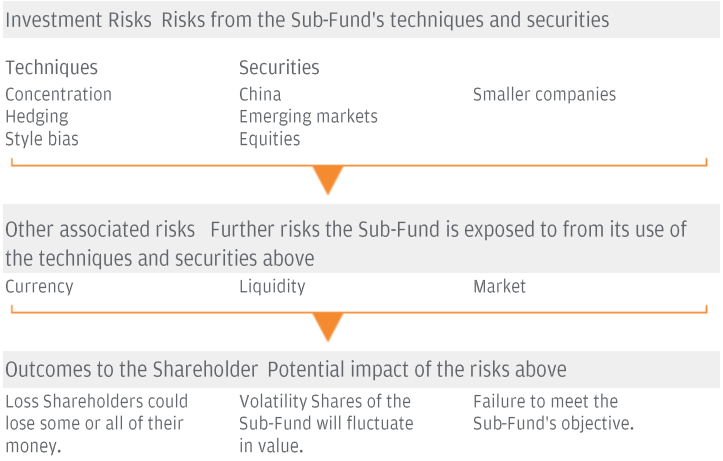 Investment Risks Risks from the Sub-Fund's techniques and securities
Techniques
Concentration
Hedging
Style bias
Securities
China
Emerging markets
Equities
Smaller companies
Other associated risks Further risks the Sub-Fund is exposed to from its use of
the techniques and securities above
Currency
Liquidity
Market
Outcomes to the Shareholder Potential impact of the risks above
Loss Shareholders could
lose some or all of their
money.
Volatility Shares of the
Sub-Fund will fluctuate
in value.
Failure to meet the
Sub-Fund's objective.